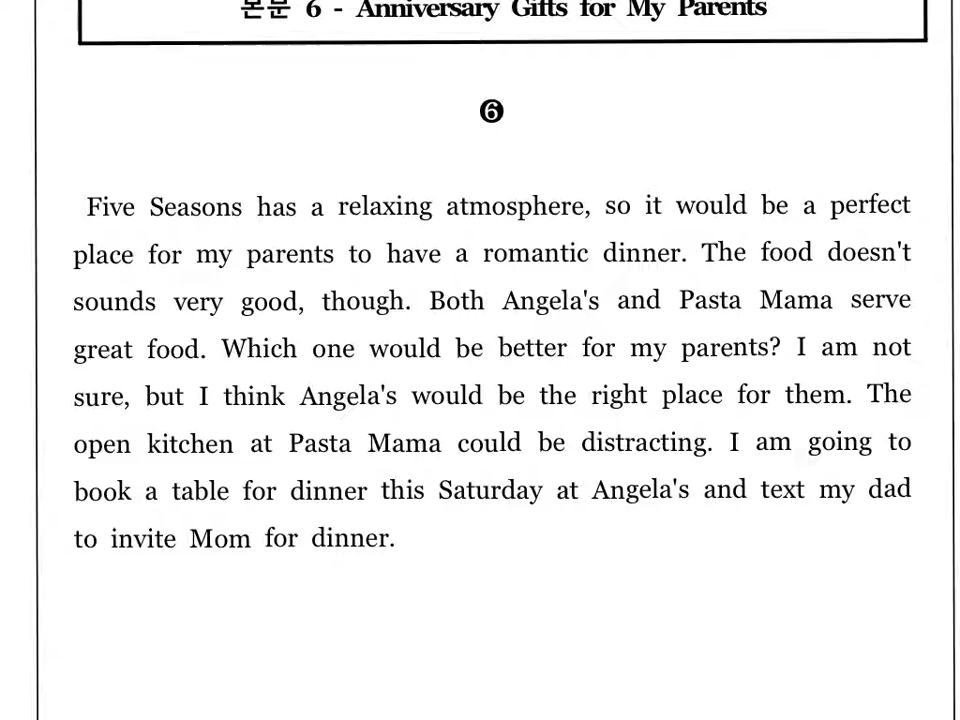 본문 6 - Anniversary Gifts for My Parents
❻
Five Seasons has a relaxing atmosphere, so it would be a perfect
place for my parents to have a romantic dinner. The food doesn't
sounds very good, though. Both Angela's and Pasta Mama serve
great food. Which one would be better for my parents? I am not
sure, but I think Angela's would be the right place for them. The
open kitchen at Pasta Mama could be distracting. I am going to
book a table for dinner this Saturday at Angela's and text my dad
to invite Mom for dinner.